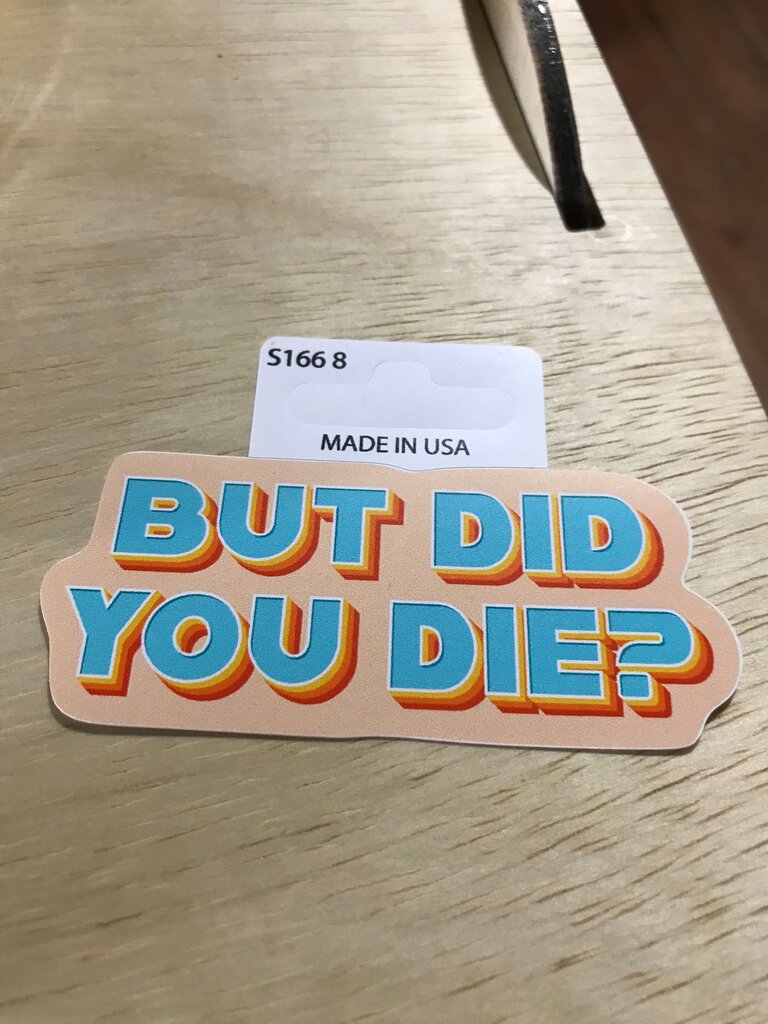 S166 8
MADE IN USA
BUT DID
YOU DIE?